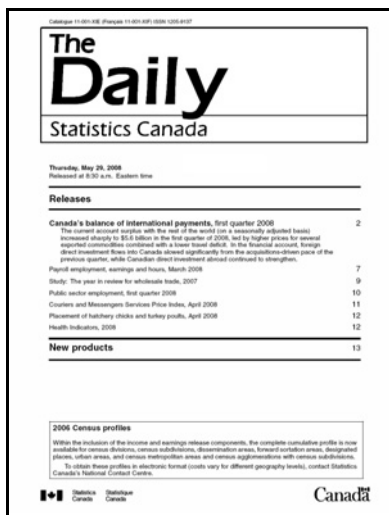 Catalogue 11-001-XIE (Français 11-001-XIF) ISSN 1205-9137
The
Daily
Statistics Canada
Thursday, May 29, 2008
Released at 8:30 a.m. Eastern time
Releases
Canada's balance of international payments, first quarter 2008 2
The current account surplus with the rest of the world (on a seasonally adjusted basis)
increased sharply to $5.6 billion in the first quarter of 2008, led by higher prices for several
exported commodities combined with a lower travel deficit. In the financial account, foreign
direct investment flows into Canada slowed significantly from the acquisitions-driven pace of the
previous quarter, while Canadian direct investment abroad continued to strengthen.
Payroll employment, earnings and hours, March 2008 7
Study: The year in review for wholesale trade, 2007 9
Public sector employment, first quarter 2008 10
Couriers and Messengers Services Price Index, April 2008 11
Placement of hatchery chicks and turkey poults, April 2008 12
Health Indicators, 2008 12
New products 13
2006 Census profiles
Within the inclusion of the income and earnings release components, the complete cumulative profile is now
available for census divisions, census subdivisions, dissemination areas, forward sortation areas, designated
places, urban areas, and census metropolitan areas and census agglomerations with census subdivisions.
To obtain these profiles in electronic format (costs vary for different geography levels), contact Statistics
Canada's National Contact Centre.
Statistics Statistique
Canada Canada
Canada